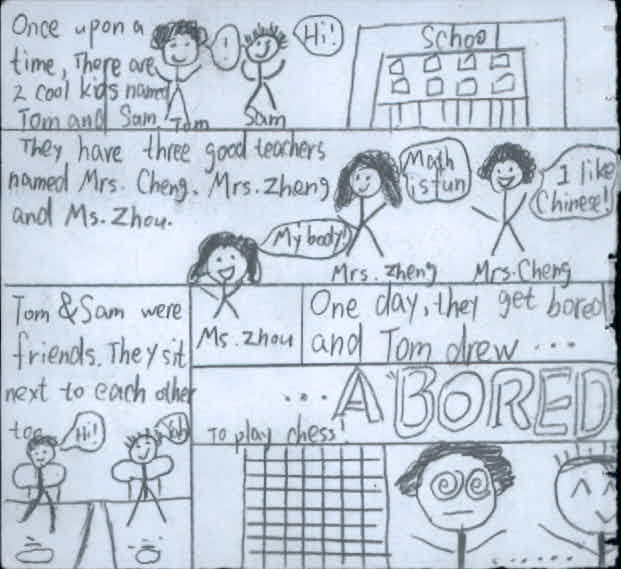 Once upon a
time, There are
2 cool kids named
Tom and Sam.
Tom
!
Sam
Hi!
School
They have three good teachers
named Mrs. Cheng. Mrs. Zheng
and Ms. Zhou.
My body!
Math
is fun
I like
Chinese!
Ms. Zhou
Mrs. Zheng
Mrs. Cheng
Tom & Sam were
friends. They sit
next to each other
too
Hi!
Yah
One day, they get bored
and Tom drew ...
... A "BORED
To play chess!